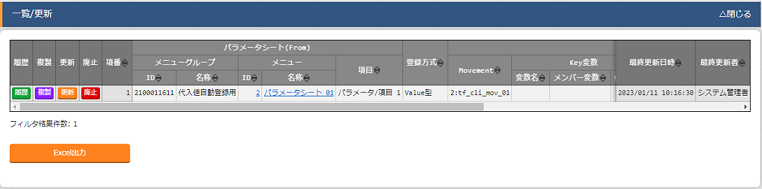 一覧/更新 △閉じる
パラメータシート(From)
メニューグループ メニュー Key変数
履歴 複製 更新 廃止 項番 ID 名称 ID 名称 項目 登録方式 Movement 変数名 メンバー変数 最終更新日時 最終更新者
履歴 複製 更新 廃止 1 2100011611 代入値自動登録用 2 パラメータシート 01 パラメータ/項目 1 Value型 2:tf_cli_mov_01 2023/01/11 10:16:30 システム管理者
フィルタ結果件数: 1
Excel出力